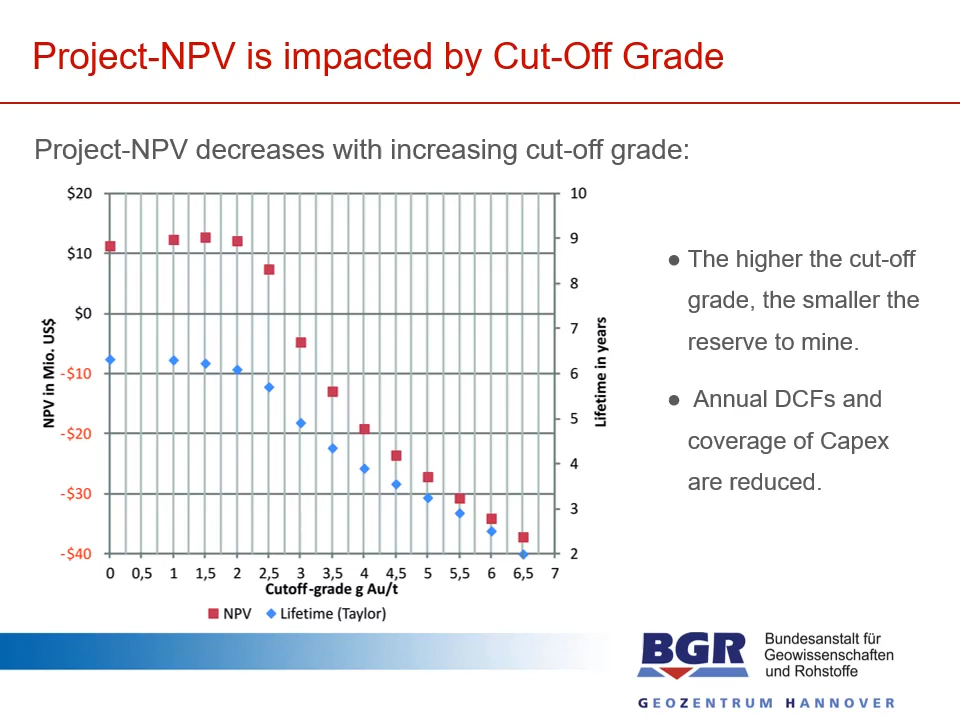 Project-NPV is impacted by Cut-Off Grade
Project-NPV decreases with increasing cut-off grade:
$20
$10
$0
-$10
-$20
-$30
-$40
NPV in Mio. US$
10
9
8
7
6
5
4
3
2
Lifetime in years
0 0,5 1 1,5 2 2,5 3 3,5 4 4,5 5 5,5 6 6,5 7
Cutoff-grade g Au/t
NPV Lifetime (Taylor)
● The higher the cut-off
grade, the smaller the
reserve to mine.
● Annual DCFs and
coverage of Capex
are reduced.
BGR
Bundesanstalt für
Geowissenschaften
und Rohstoffe
GEOZENTRUM HANNOVER